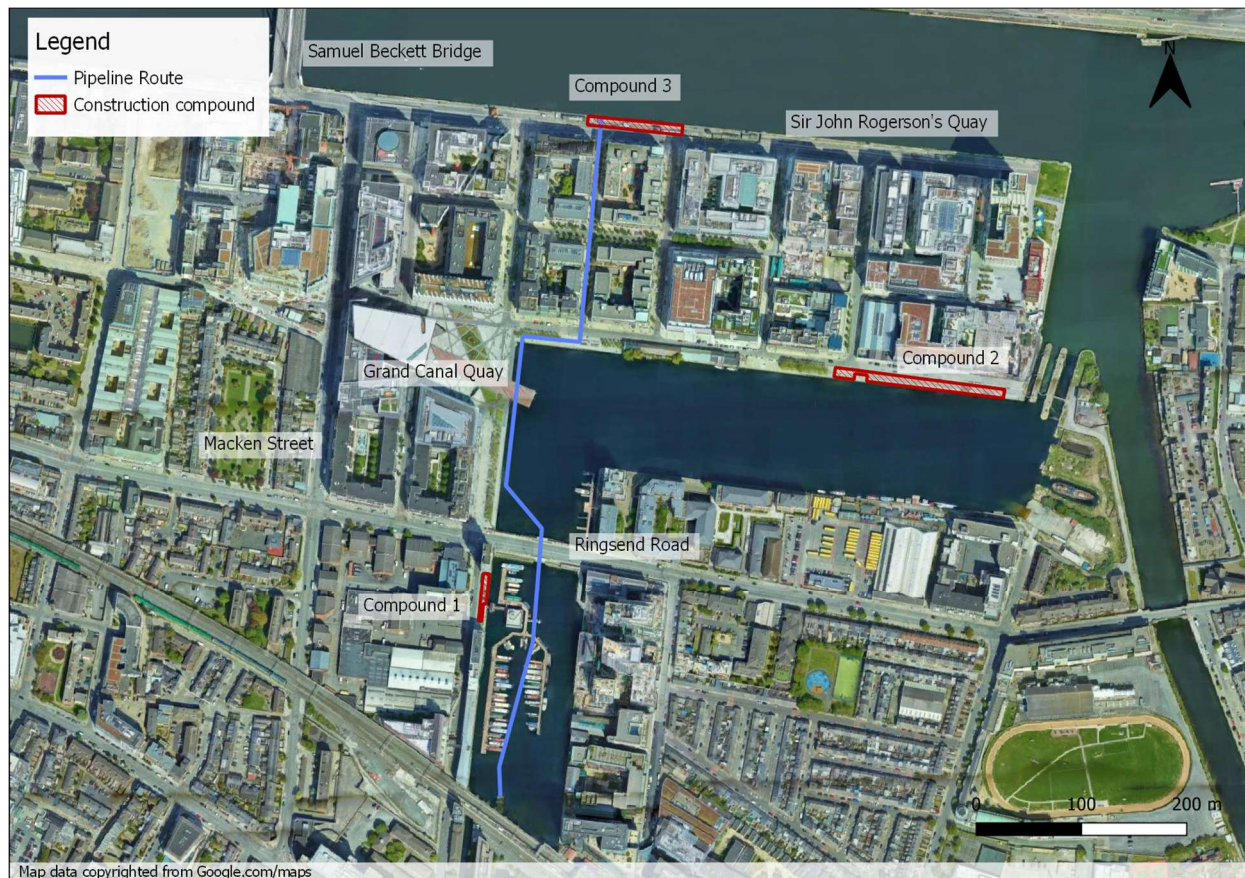 Legend
Pipeline Route
Construction compound
Samuel Beckett Bridge
Compound 3
Sir John Rogerson's Quay
N
Compound 2
Grand Canal Quay
Macken Street
Ringsend Road
Compound 1
0 100 200 m
Map data copyrighted from Google.com/maps